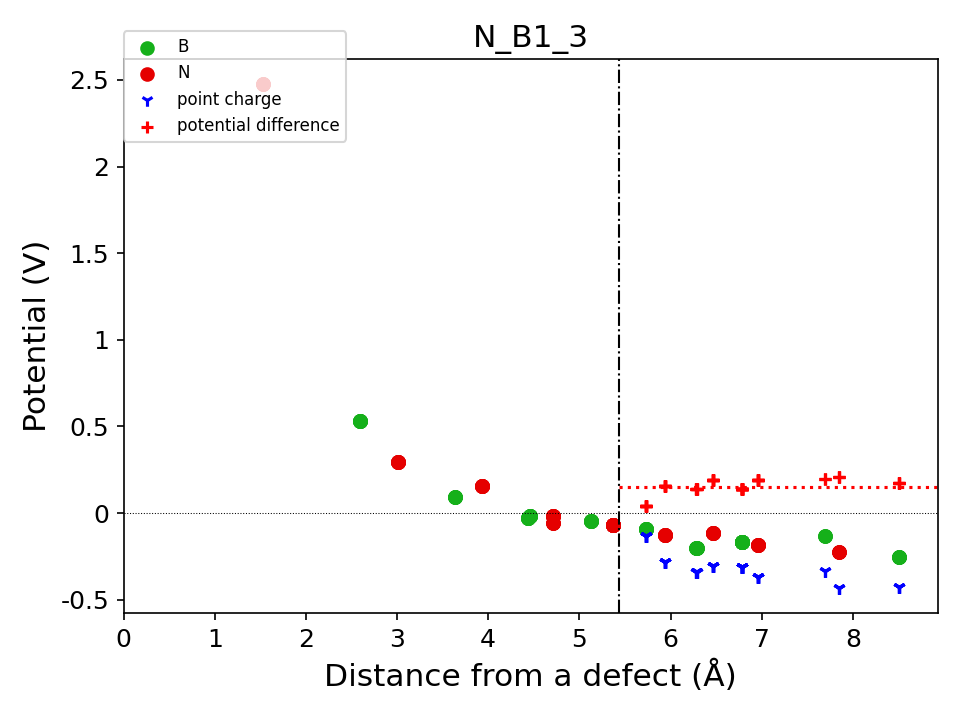 N_B1_3
B
N
point charge
potential difference
2.5
2
1.5
1
0.5
0
-0.5
Potential (V)
0 1 2 3 4 5 6 7 8
Distance from a defect (Å)